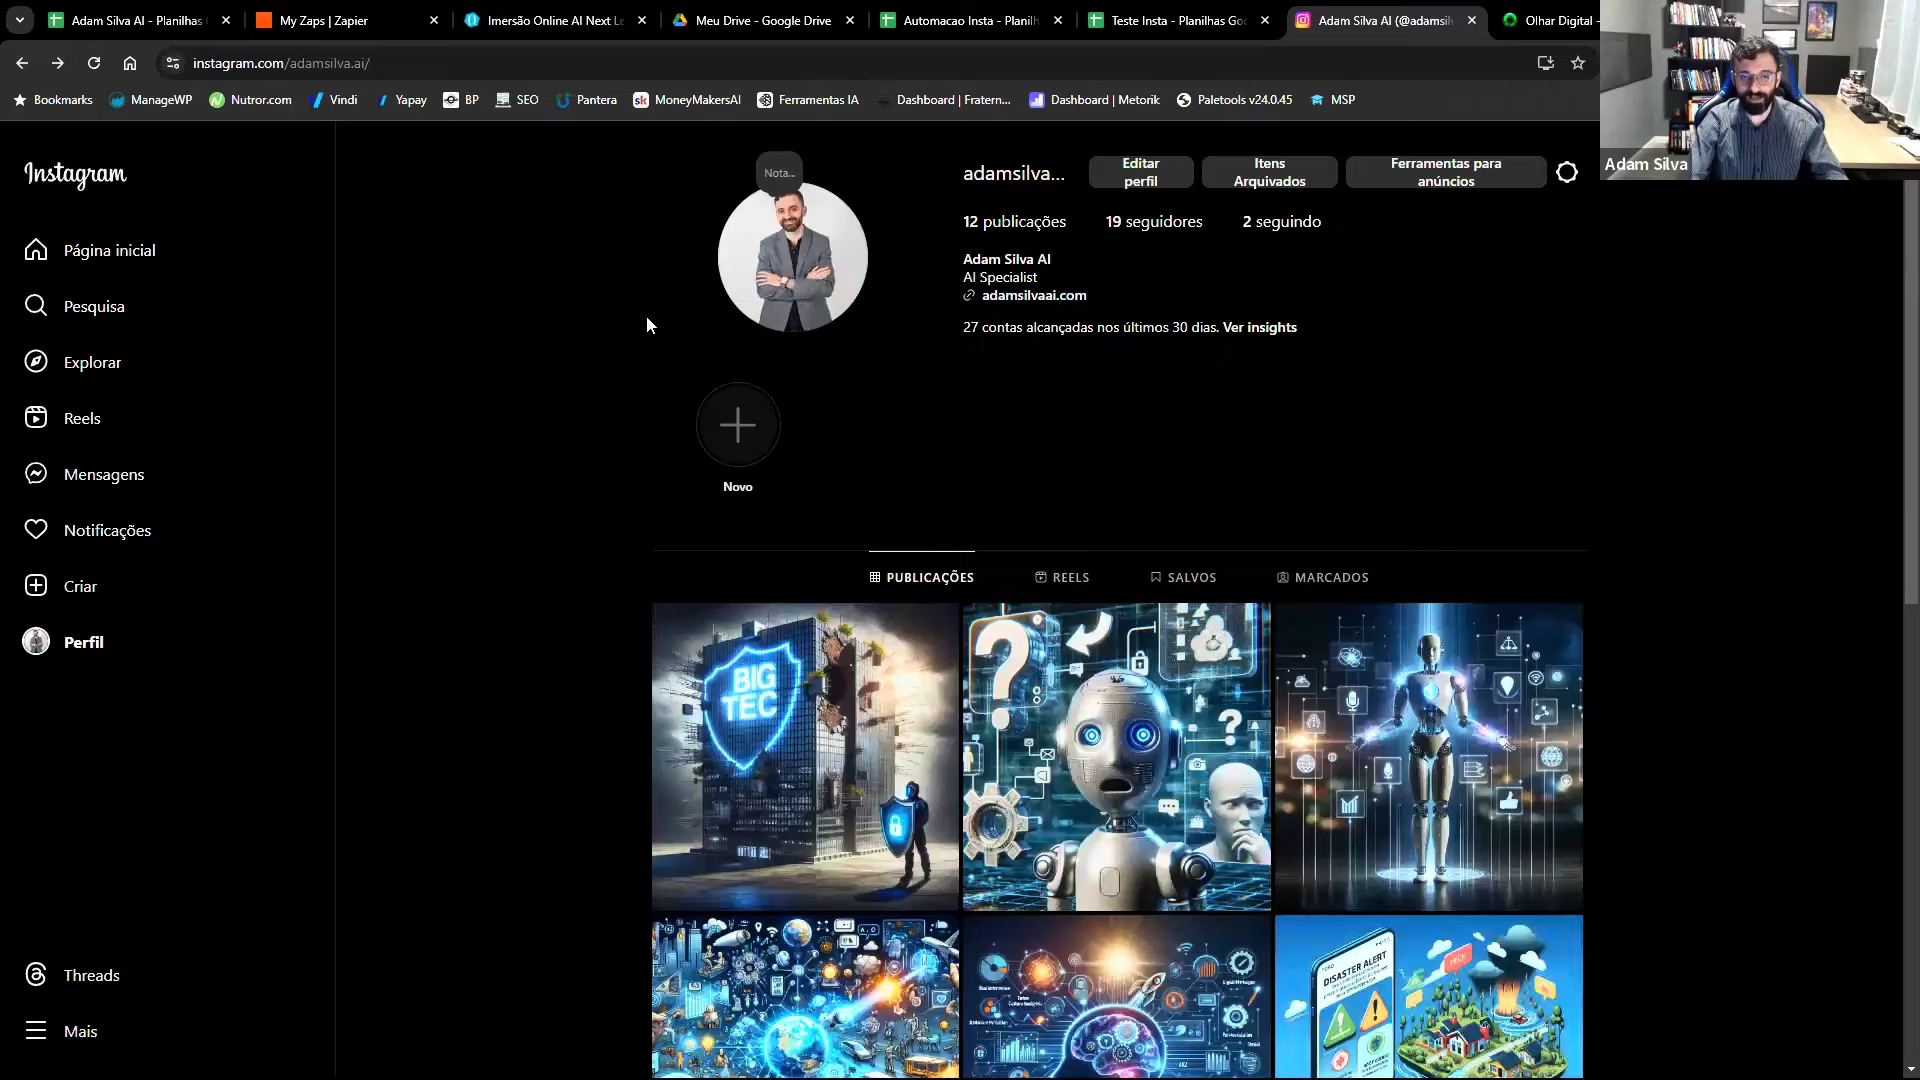 Adam Silva AI - Planilhas
My Zaps | Zapier
Imersão Online AI Next Le
Meu Drive - Google Drive
Automacao Insta - Planilh
Teste Insta - Planilhas Goo
Adam Silva AI (@adamsilv
Olhar Digital -
instagram.com/adamsilva.ai/
Bookmarks
ManageWP
Nutror.com
Vindi
Yapay
BP
SEO
Pantera
sk MoneyMakersAI
Ferramentas IA
Dashboard | Fratern...
Dashboard | Metorik
Paletools v24.0.45
MSP
Adam Silva
Instagram
Página inicial
Pesquisa
Explorar
Reels
Mensagens
Notificações
Criar
Perfil
Threads
Mais
Nota...
adamsilva...
Editar perfil
Itens Arquivados
Ferramentas para anúncios
12 publicações
19 seguidores
2 seguindo
Adam Silva AI
AI Specialist
adamsilvaai.com
27 contas alcançadas nos últimos 30 dias. Ver insights
Novo
PUBLICAÇÕES
REELS
SALVOS
MARCADOS
BIG
TEC
DISASTER ALERT